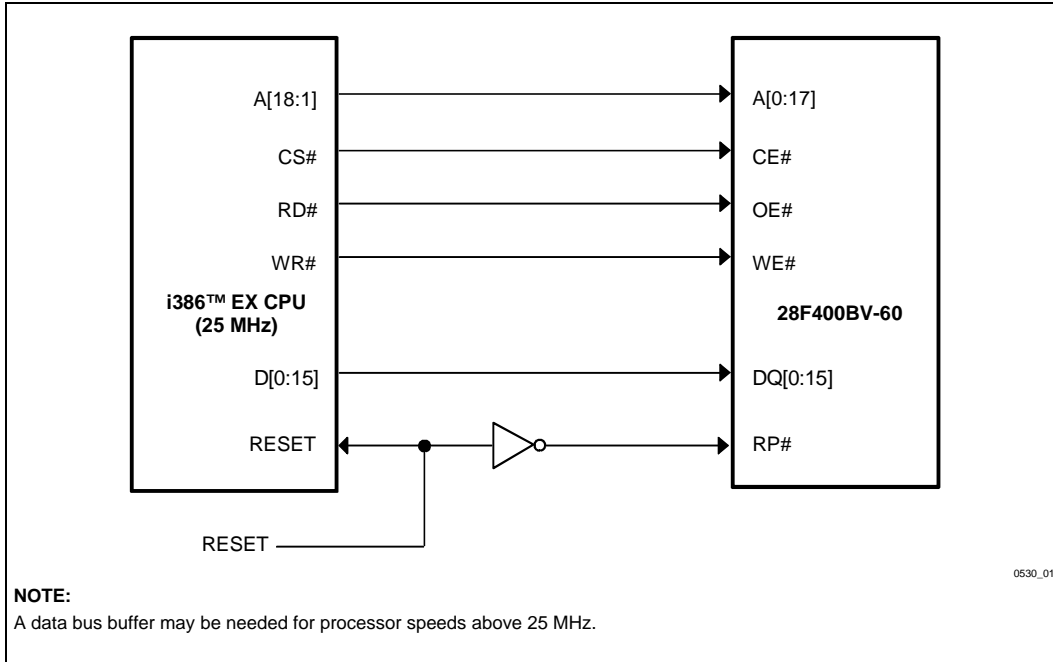 A[18:1]
A[0:17]
CS#
CE#
RD#
OE#
WR#
WE#
i386™ EX CPU
(25 MHz)
28F400BV-60
D[0:15]
DQ[0:15]
RESET
RP#
RESET
0530_01
NOTE:
A data bus buffer may be needed for processor speeds above 25 MHz.